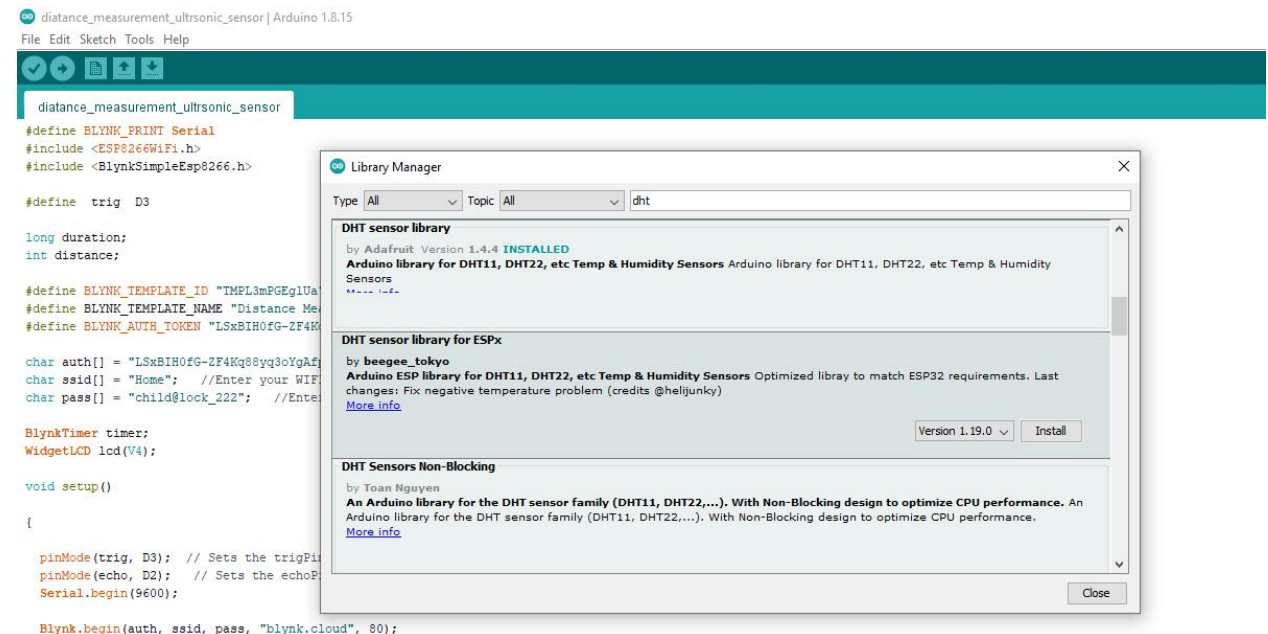 diatance_measurement_ultrsonic_sensor | Arduino 1.8.15
File Edit Sketch Tools Help
diatance_measurement_ultrsonic_sensor
#define BLYNK_PRINT Serial
#include <ESP8266WiFi.h>
#include <BlynkSimpleEsp8266.h>
#define trig D3
long duration;
int distance;
#define BLYNK_TEMPLATE_ID "TMPL3mPGEglUa"
#define BLYNK_TEMPLATE_NAME "Distance
#define BLYNK_AUTH_TOKEN
char auth[] =
char ssid[] = "Home"; //Enter your
char pass[] = "child@lock_222";
BlynkTimer timer;
WidgetLCD lcd(V4);
void setup()
{
pinMode(trig, D3); // Sets the
pinMode(echo, D2); // Sets the
Serial.begin(9600);
Blynk.begin(auth, ssid, pass, "blynk.cloud", 80);
Library Manager
Type All Topic All dht
DHT sensor library
by Adafruit Version 1.4.4 INSTALLED
Arduino library for DHT11, DHT22, etc Temp & Humidity Sensors Arduino library for DHT11, DHT22, etc Temp & Humidity
Sensors
More info
DHT sensor library for ESPx
by beegee_tokyo
Arduino ESP library for DHT11, DHT22, etc Temp & Humidity Sensors Optimized libray to match ESP32 requirements. Last
changes: Fix negative temperature problem (credits @helijunky)
More info
Version 1.19.0 Install
DHT Sensors Non-Blocking
by Toan Nguyen
An Arduino library for the DHT sensor family (DHT11, DHT22,...). With Non-Blocking design to optimize CPU performance. An
Arduino library for the DHT sensor family (DHT11, DHT22,...). With Non-Blocking design to optimize CPU performance.
More info
Close